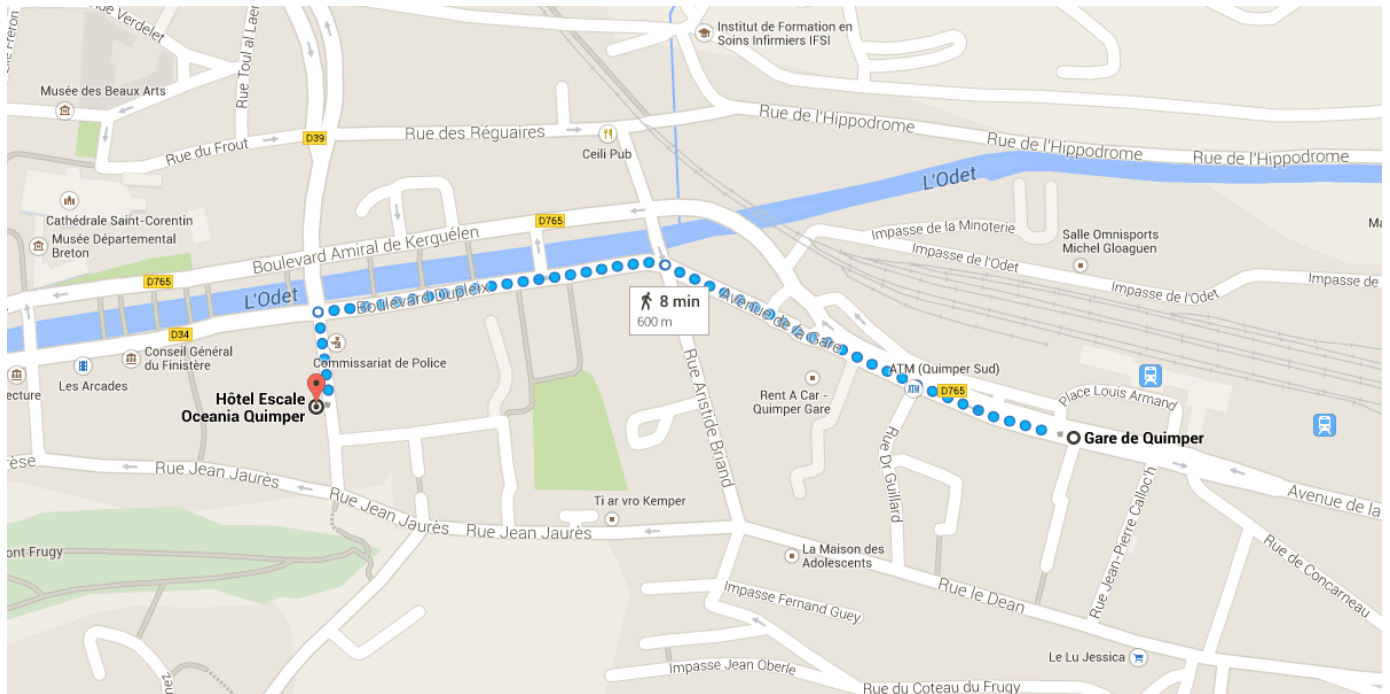 Institut de Formation en
Soins Infirmiers IFSI
Rue Verdelet
Rue Toul al Laer
Musée des Beaux Arts
Rue de l'Hippodrome
Rue de l'Hippodrome
Rue de l'Hippodrome
Rue des Réguaires
D39
Rue du Frout
Ceili Pub
L'Odet
Cathédrale Saint-Corentin
Musée Départemental
Breton
D765
Impasse de la Minoterie
Salle Omnisports
Michel Gloaguen
Boulevard Amiral de Kerguélen
Impasse de l'Odet
D765
Impasse de l'Odet
Impasse de
L'Odet
Boulevard Dupleix
8 min
600 m
Avenue de la Gare
D34
Conseil Général
du Finistère
Les Arcades
Commissariat de Police
ATM (Quimper Sud)
D765
Place Louis Armand
Rent A Car -
Quimper Gare
Hôtel Escale
Oceania Quimper
Rue Aristide Briand
Gare de Quimper
Rue Dr Guillard
Rue Jean-Pierre Calloc'h
Rue Jean Jaurès
Rue Jean Jaurès
Rue Jean Jaurès
Avenue de la
Ti ar vro Kemper
Rue de Concarneau
La Maison des
Adolescents
ont Frugy
Rue le Dean
Impasse Fernand Guey
Le Lu Jessica
Impasse Jean Oberle
Rue du Coteau du Frugy